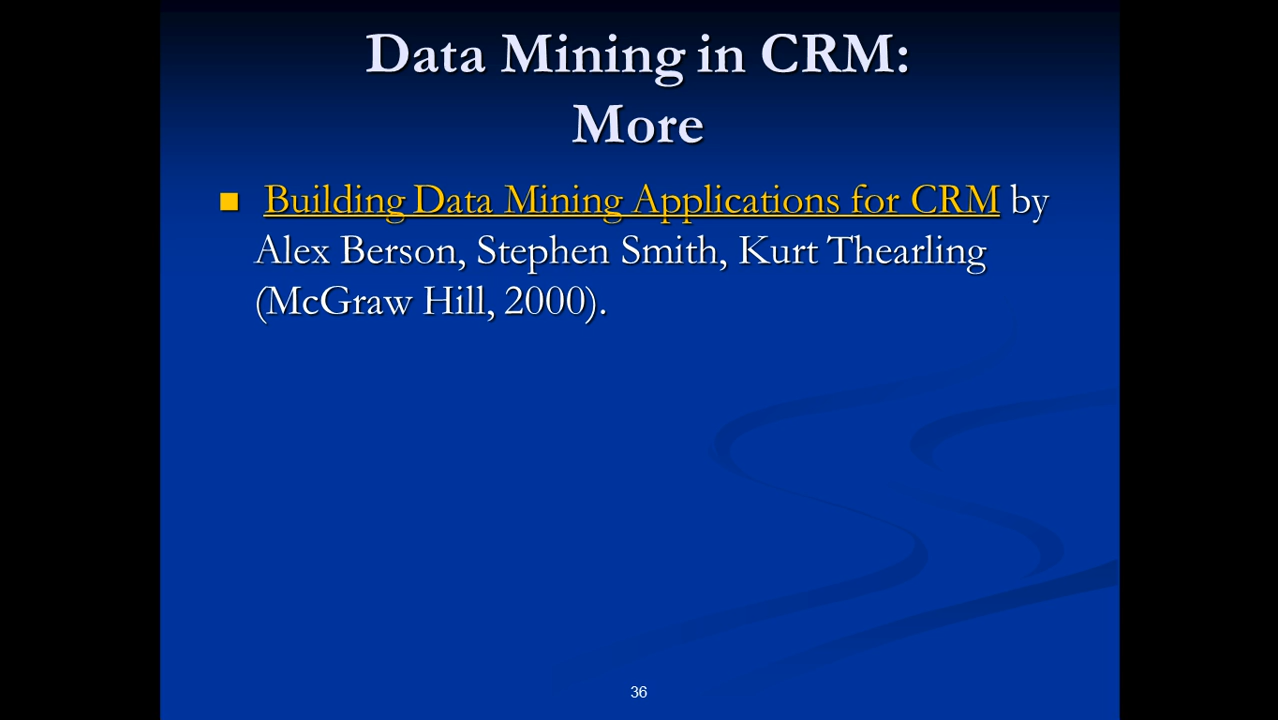 Data Mining in CRM:
More
Building Data Mining Applications for CRM by
Alex Berson, Stephen Smith, Kurt Thearling
(McGraw Hill, 2000).
36